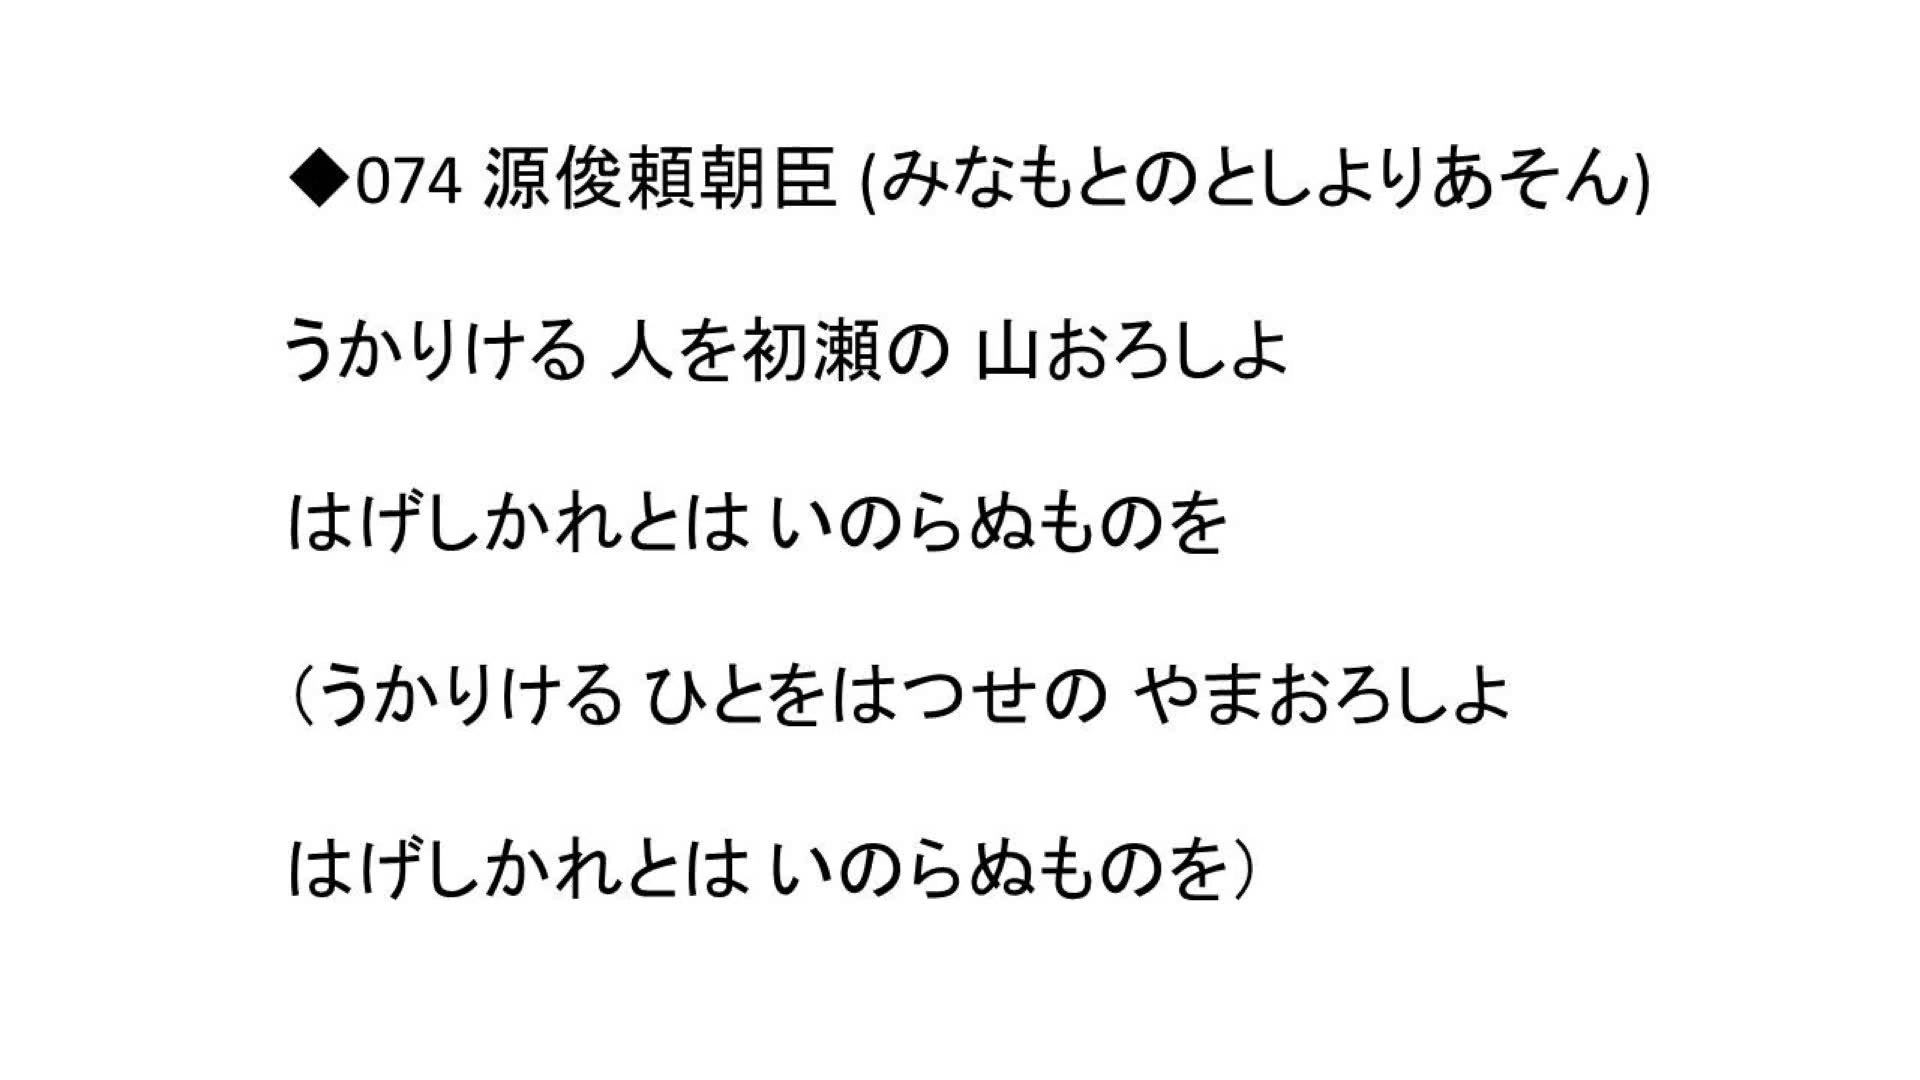 ◆074 源俊頼朝臣 (みなもとのとしよりあそん)
うかりける 人を初瀬の 山おろしよ
はげしかれとは いのらぬものを
（うかりける ひとをはつせの やまおろしよ
はげしかれとは いのらぬものを）